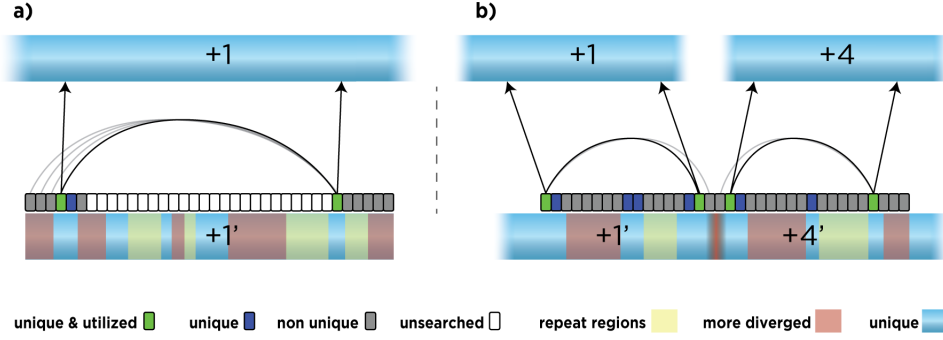 a)
b)
+1
+1
+4
+1’
+1’
+4’
unique & utilized
unique
non unique
unsearched
repeat regions
more diverged
unique